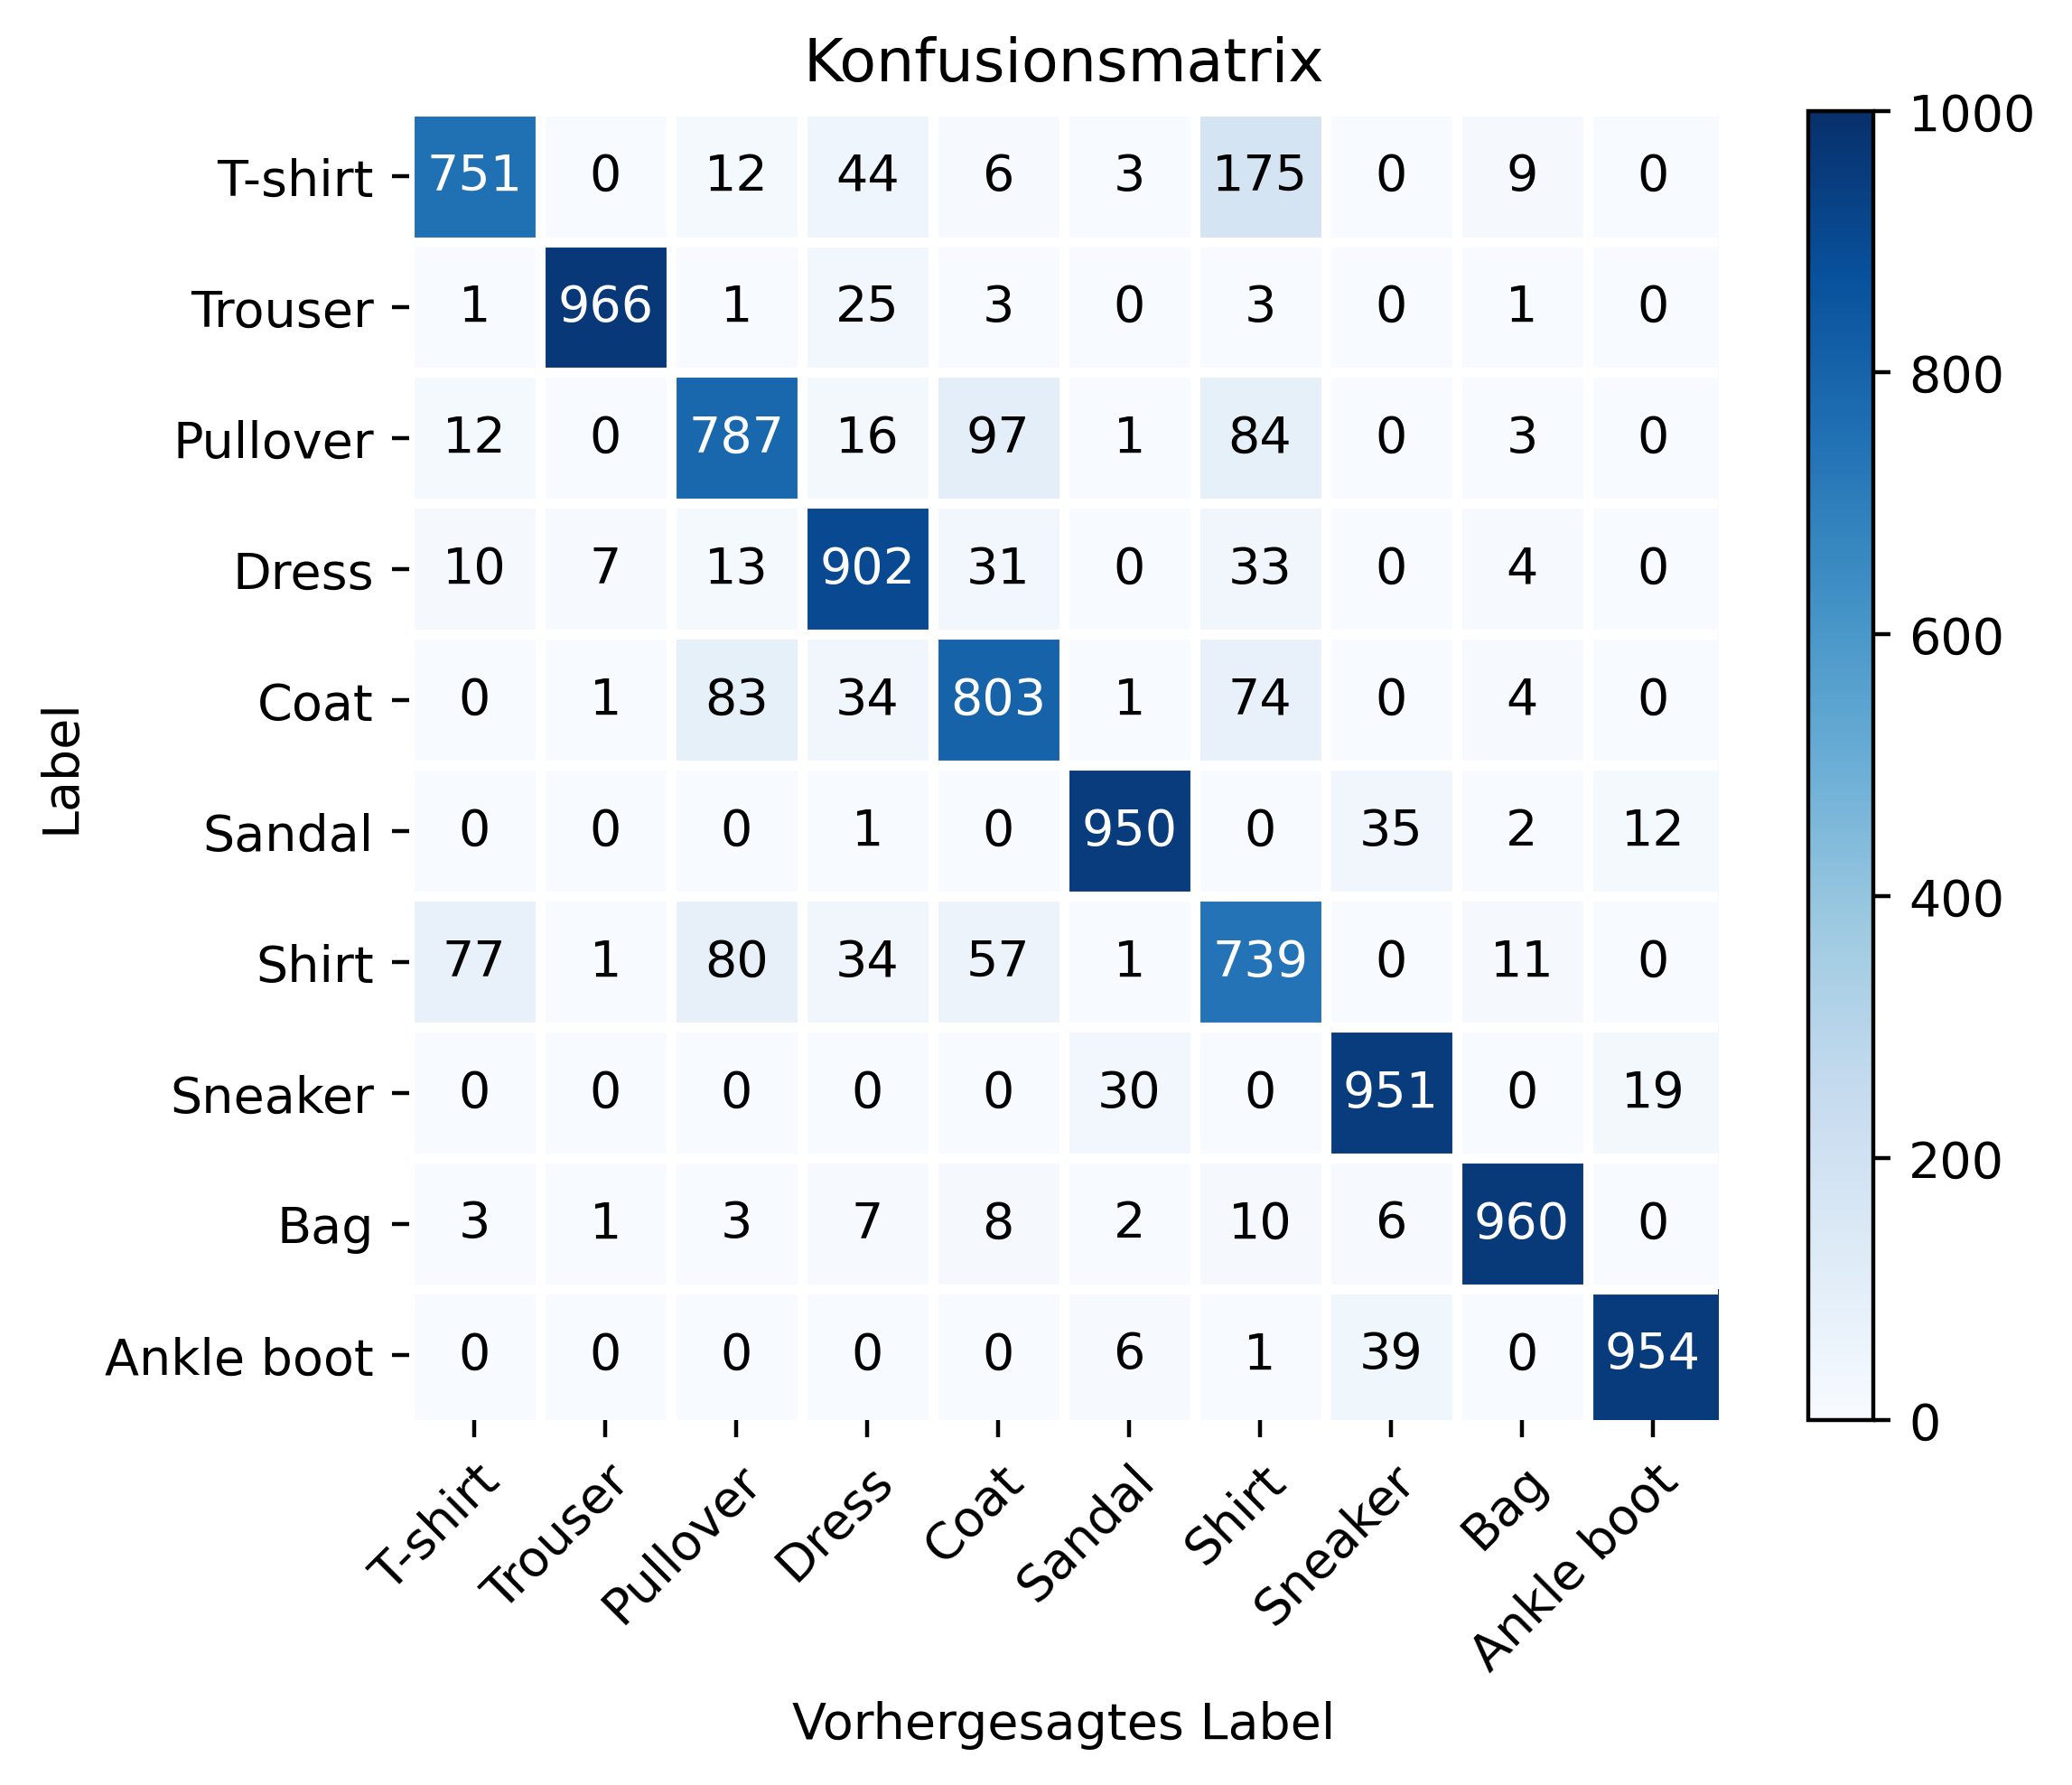 Konfusionsmatrix
T-shirt 751 0 12 44 6 3 175 0 9 0
Trouser 1 966 1 25 3 0 3 0 1 0
Pullover 12 0 787 16 97 1 84 0 3 0
Dress 10 7 13 902 31 0 33 0 4 0
Coat 0 1 83 34 803 1 74 0 4 0
Sandal 0 0 0 1 0 950 0 35 2 12
Shirt 77 1 80 34 57 1 739 0 11 0
Sneaker 0 0 0 0 0 30 0 951 0 19
Bag 3 1 3 7 8 2 10 6 960 0
Ankle boot 0 0 0 0 0 6 1 39 0 954
T-shirt Trouser Pullover Dress Coat Sandal Shirt Sneaker Bag Ankle boot
Vorhergesagtes Label
Label
1000
800
600
400
200
0